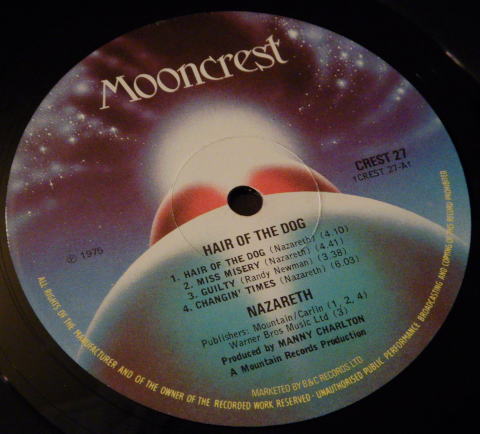 Mooncrest
CREST 27
1CREST 27-A1
℗ 1975
HAIR OF THE DOG
1. HAIR OF THE DOG (Nazareth) (4.10)
2. MISS MISERY (Nazareth) (4.41)
3. GUILTY (Randy Newman) (3.38)
4. CHANGIN' TIMES (Nazareth) (6.03)
NAZARETH
Publishers: Mountain/Carlin (1, 2, 4)
Warner Bros Music Ltd. (3)
Produced by MANNY CHARLTON
A Mountain Records Production
MARKETED BY B&C RECORDS LTD
ALL RIGHTS OF THE MANUFACTURER AND OF THE OWNER OF THE RECORDED WORK RESERVED · UNAUTHORISED PUBLIC PERFORMANCE BROADCASTING AND COPYING OF THIS RECORD PROHIBITED